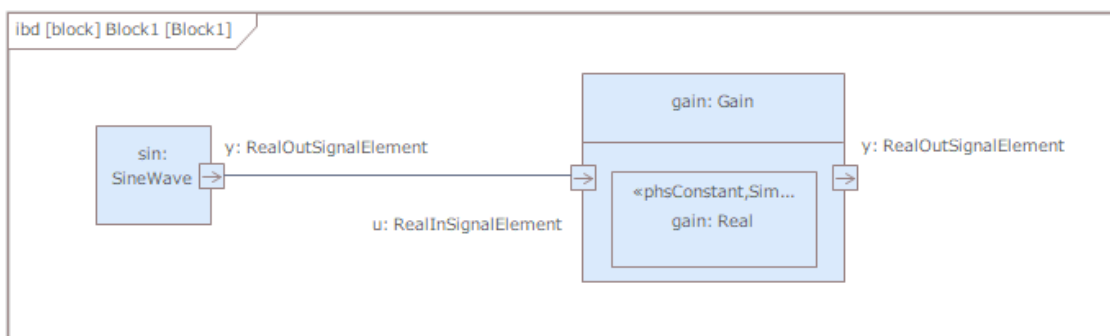 ibd [block] Block1 [Block1]
gain: Gain
sin:
SineWave
y: RealOutSignalElement
y: RealOutSignalElement
«phsConstant,Sim...
gain: Real
u: RealInSignalElement